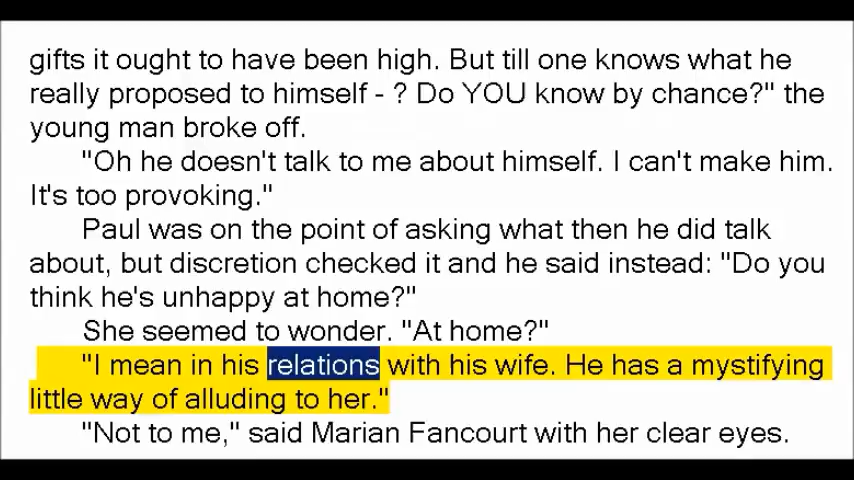 gifts it ought to have been high. But till one knows what he
really proposed to himself - ? Do YOU know by chance?" the
young man broke off.
"Oh he doesn't talk to me about himself. I can't make him.
It's too provoking."
Paul was on the point of asking what then he did talk
about, but discretion checked it and he said instead: "Do you
think he's unhappy at home?"
She seemed to wonder. "At home?"
"I mean in his relations with his wife. He has a mystifying
little way of alluding to her."
"Not to me," said Marian Fancourt with her clear eyes.